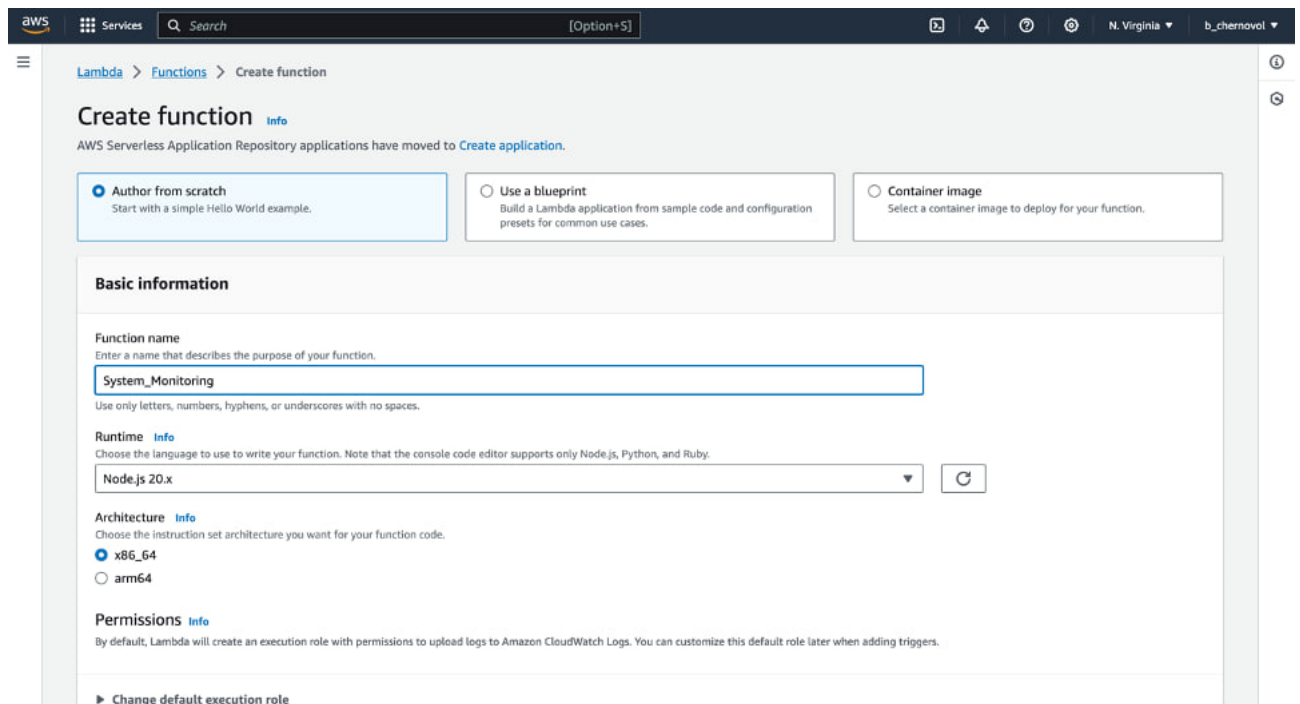 aws Services Search [Option+S] N. Virginia b_chernovol
Lambda Functions Create function
Create function Info
AWS Serverless Application Repository applications have moved to Create application.
Author from scratch
Start with a simple Hello World example.
Use a blueprint
Build a Lambda application from sample code and configuration
presets for common use cases.
Container image
Select a container image to deploy for your function.
Basic information
Function name
Enter a name that describes the purpose of your function.
System_Monitoring
Use only letters, numbers, hyphens, or underscores with no spaces.
Runtime Info
Choose the language to use to write your function. Note that the console code editor supports only Node.js, Python, and Ruby.
Node.js 20.x
Architecture Info
Choose the instruction set architecture you want for your function code.
x86_64
arm64
Permissions Info
By default, Lambda will create an execution role with permissions to upload logs to Amazon CloudWatch Logs. You can customize this default role later when adding triggers.
Change default execution role